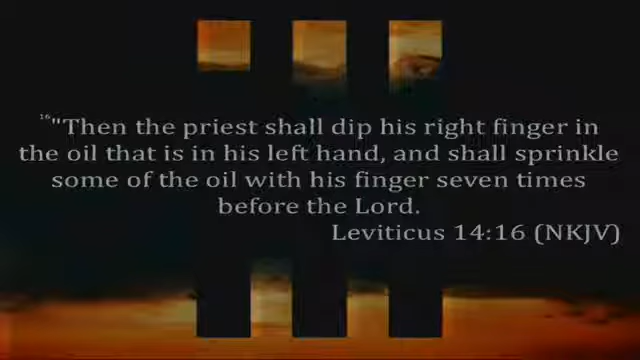 16"Then the priest shall dip his right finger in
the oil that is in his left hand, and shall sprinkle
some of the oil with his finger seven times
before the Lord.
Leviticus 14:16 (NKJV)